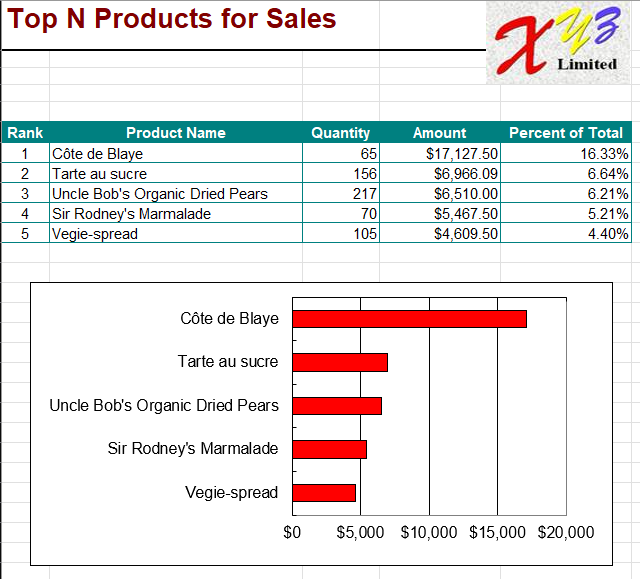 Top N Products for Sales
XYZ
Limited
Rank Product Name Quantity Amount Percent of Total
1 Côte de Blaye 65 $17,127.50 16.33%
2 Tarte au sucre 156 $6,966.09 6.64%
3 Uncle Bob's Organic Dried Pears 217 $6,510.00 6.21%
4 Sir Rodney's Marmalade 70 $5,467.50 5.21%
5 Vegie-spread 105 $4,609.50 4.40%
Côte de Blaye
Tarte au sucre
Uncle Bob's Organic Dried Pears
Sir Rodney's Marmalade
Vegie-spread
$0 $5,000 $10,000 $15,000 $20,000